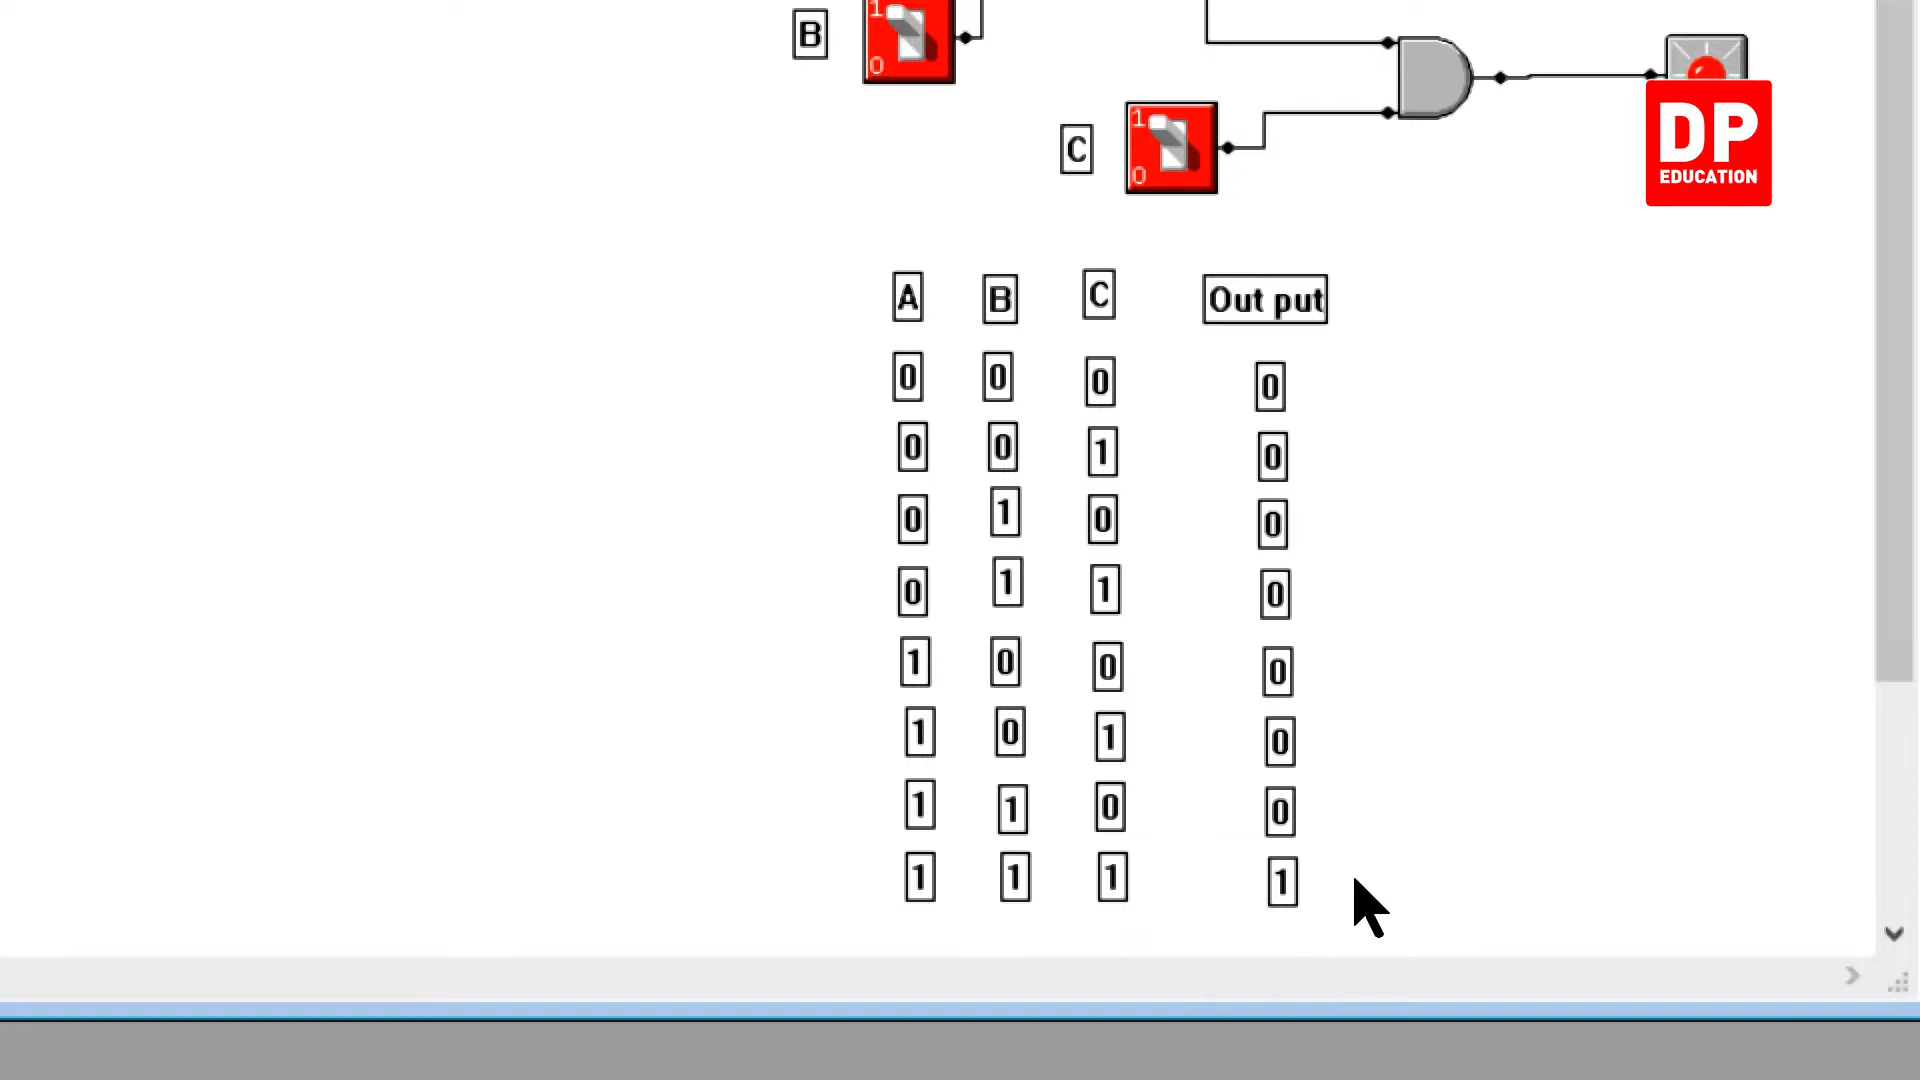 B
1
0
C
1
0
DP
EDUCATION
A B C Out put
0 0 0 0
0 0 1 0
0 1 0 0
0 1 1 0
1 0 0 0
1 0 1 0
1 1 0 0
1 1 1 1